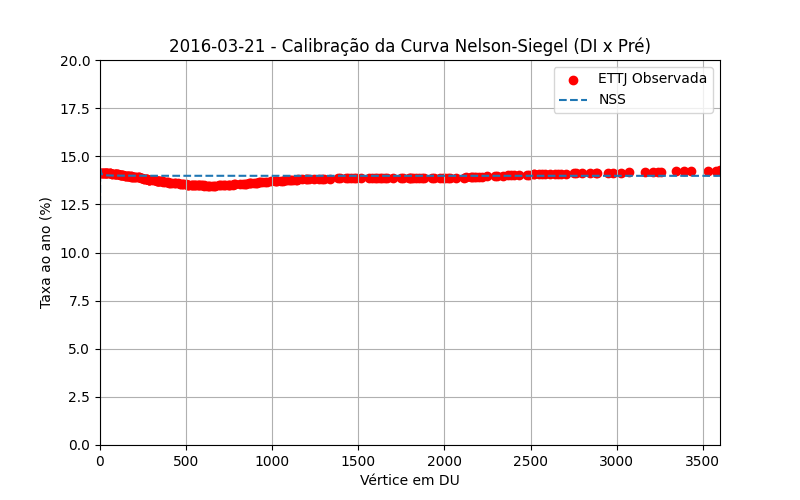 2016-03-21 - Calibração da Curva Nelson-Siegel (DI x Pré)
ETTJ Observada
NSS
20.0
17.5
15.0
12.5
10.0
7.5
5.0
2.5
0.0
Taxa ao ano (%)
0 500 1000 1500 2000 2500 3000 3500
Vértice em DU